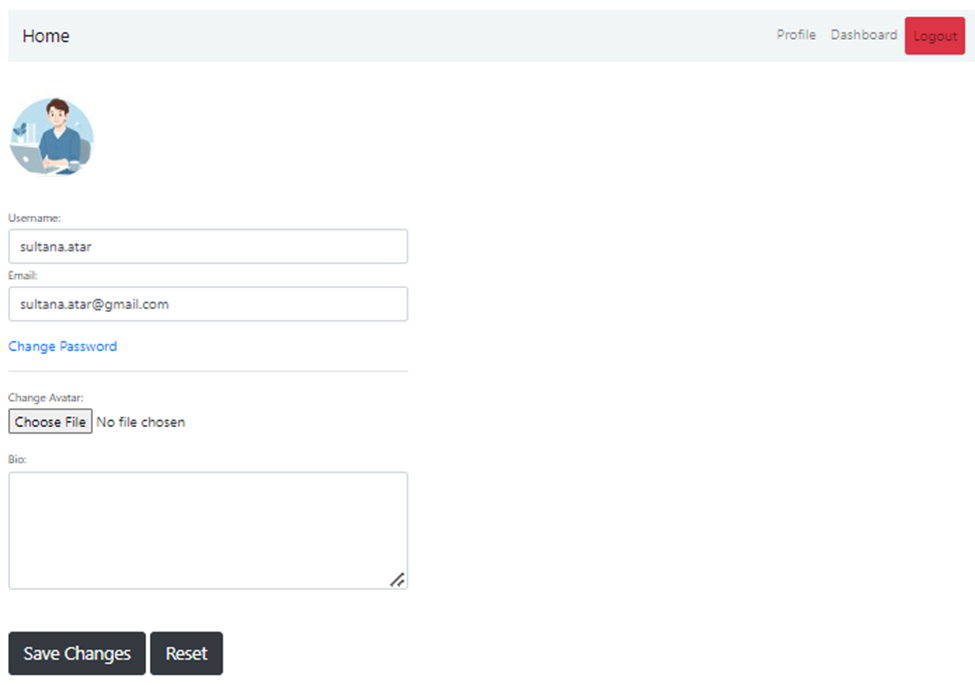 Home Profile Dashboard Logout
Username:
sultana.atar
Email:
sultana.atar@gmail.com
Change Password
Change Avatar:
Choose File No file chosen
Bio:
Save Changes Reset